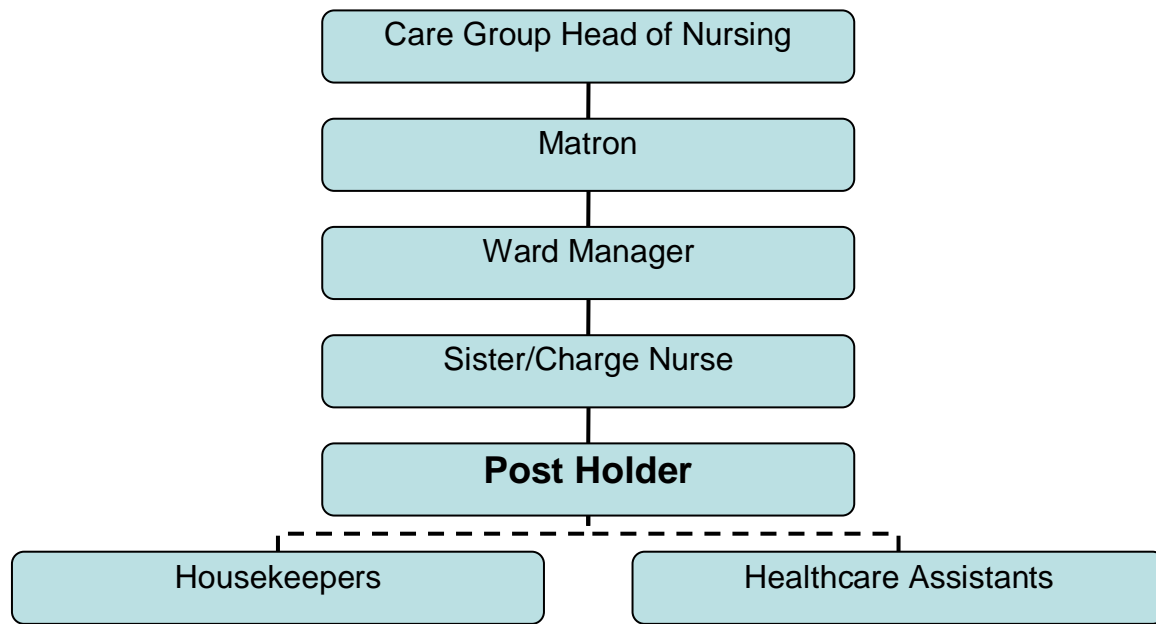 Care Group Head of Nursing
Matron
Ward Manager
Sister/Charge Nurse
Post Holder
Housekeepers
Healthcare Assistants